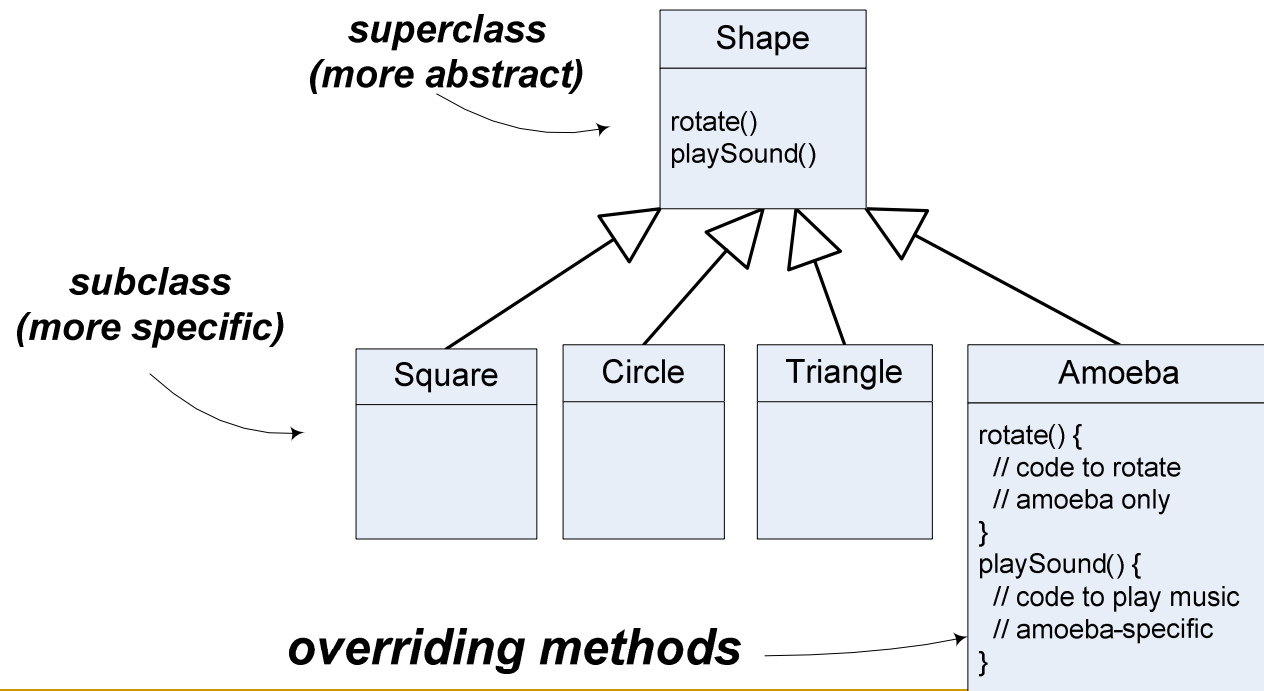 superclass
(more abstract)
Shape
rotate()
playSound()
subclass
(more specific)
Square
Circle
Triangle
Amoeba
rotate() {
// code to rotate
// amoeba only
}
playSound() {
// code to play music
// amoeba-specific
}
overriding methods